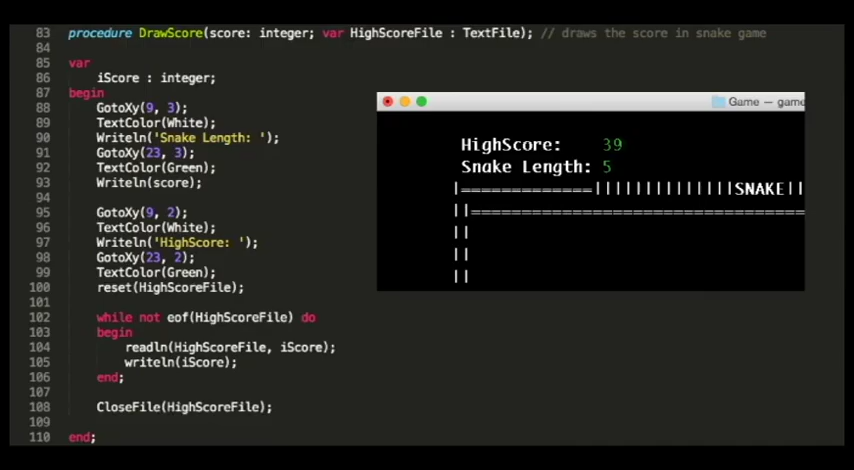 83 procedure DrawScore(score: integer; var HighScoreFile : TextFile); // draws the score in snake game
84
85 var
86 iScore : integer;
87 begin
88 GotoXy(9, 3);
89 TextColor(White);
90 Writeln('Snake Length: ');
91 GotoXy(23, 3);
92 TextColor(Green);
93 Writeln(score);
94
95 GotoXy(9, 2);
96 TextColor(White);
97 Writeln('HighScore: ');
98 GotoXy(23, 2);
99 TextColor(Green);
100 reset(HighScoreFile);
101
102 while not eof(HighScoreFile) do
103 begin
104 readln(HighScoreFile, iScore);
105 writeln(iScore);
106 end;
107
108 CloseFile(HighScoreFile);
109
110 end;
Game — game
HighScore: 39
Snake Length: 5
|=============||||||||||||||SNAKE||
||==================================
||
||
||